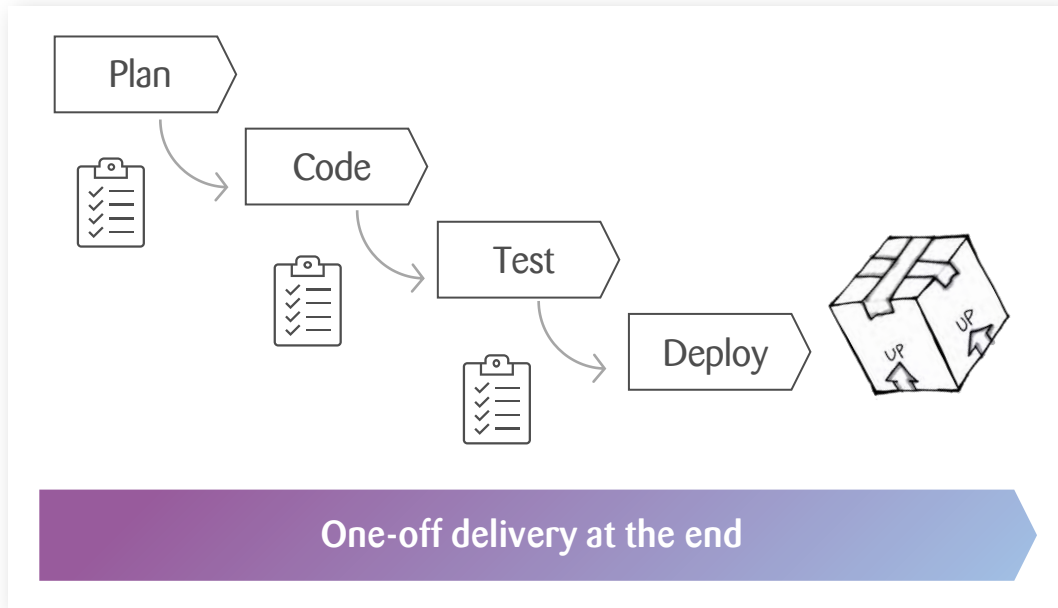 Plan
Code
Test
Deploy
UP
UP
One-off delivery at the end